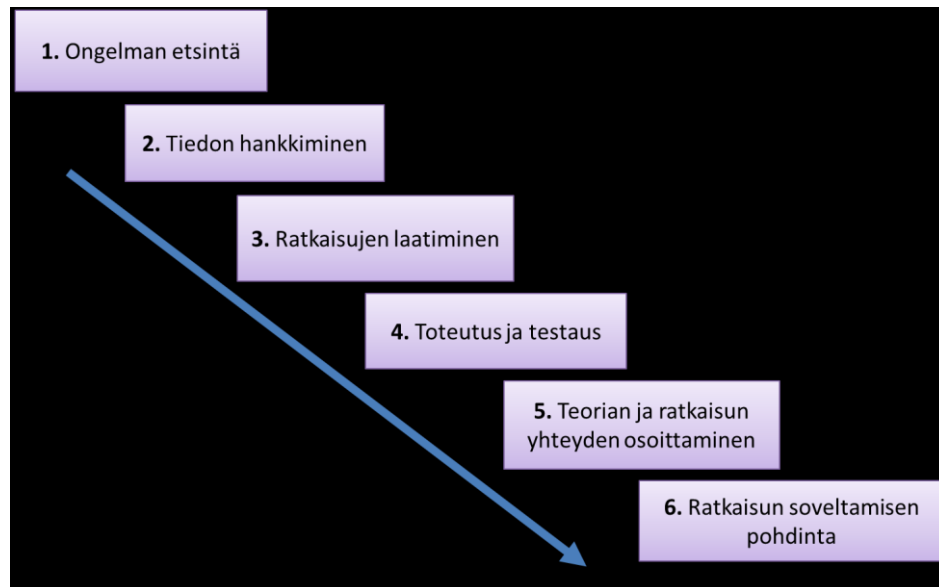 1. Ongelman etsintä
2. Tiedon hankkiminen
3. Ratkaisujen laatiminen
4. Toteutus ja testaus
5. Teorian ja ratkaisun
yhteyden osoittaminen
6. Ratkaisun soveltamisen
pohdinta